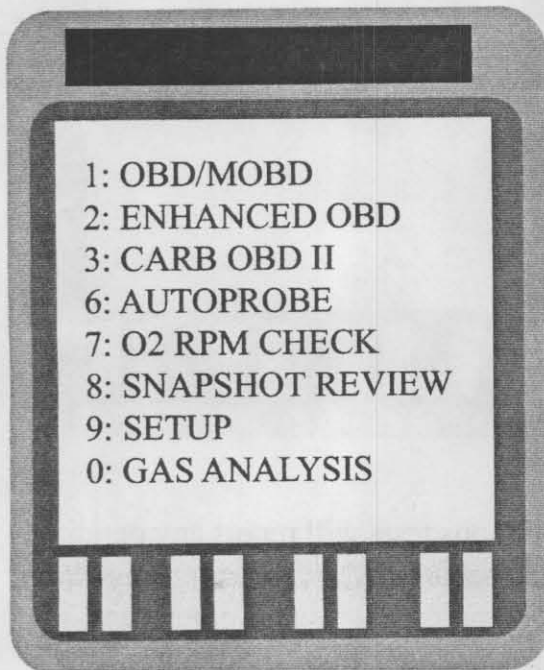 1: OBD/MOBD
2: ENHANCED OBD
3: CARB OBD II
6: AUTOPROBE
7: O2 RPM CHECK
8: SNAPSHOT REVIEW
9: SETUP
0: GAS ANALYSIS